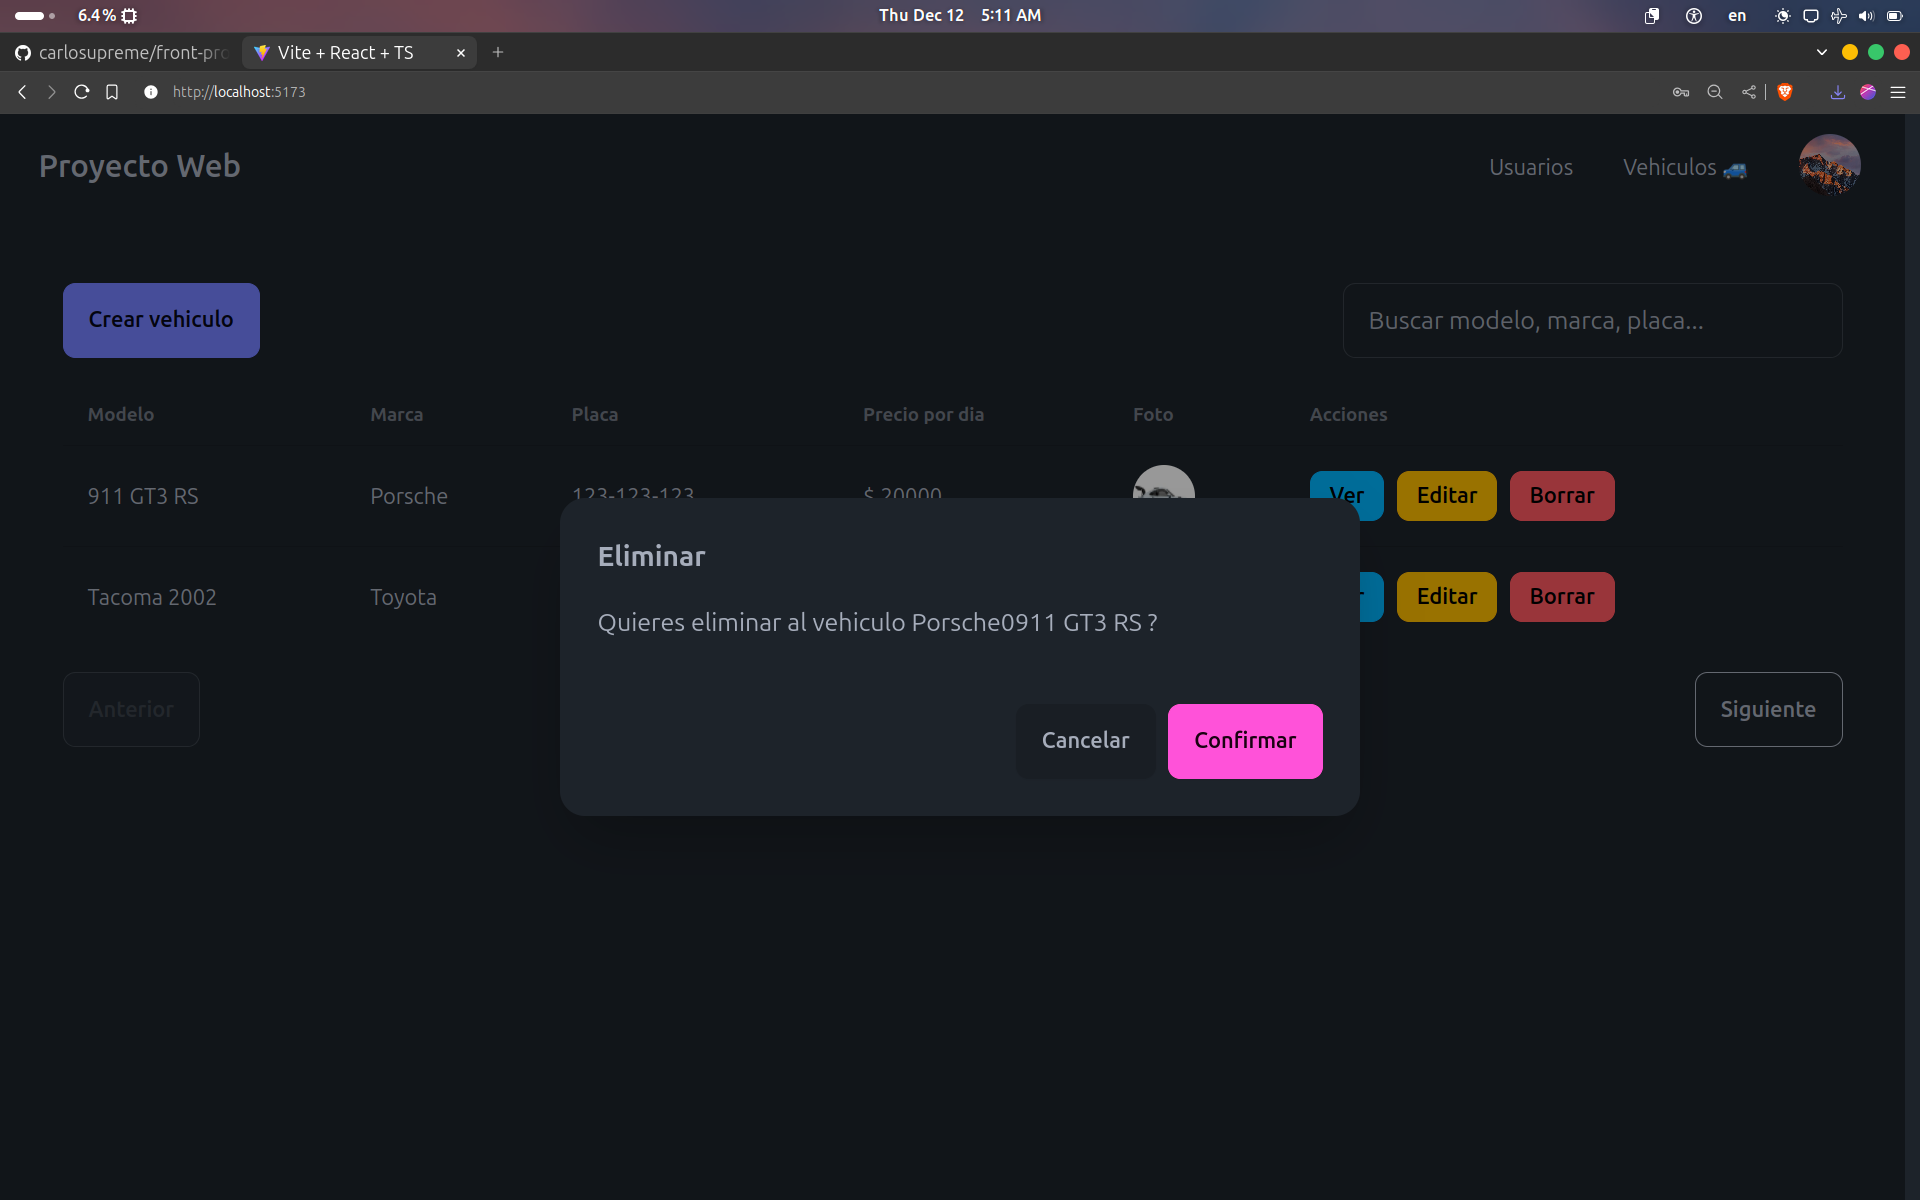 6.4%
Thu Dec 12 5:11 AM
en
carlosupreme/front-pro
Vite + React + TS
http://localhost:5173
Proyecto Web
Usuarios
Vehiculos
Crear vehiculo
Buscar modelo, marca, placa...
Modelo Marca Placa Precio por dia Foto Acciones
911 GT3 RS Porsche 123-123-123 $ 20000 Ver Editar Borrar
Tacoma 2002 Toyota Editar Borrar
Eliminar
Quieres eliminar al vehiculo Porsche0911 GT3 RS ?
Cancelar Confirmar
Anterior Siguiente